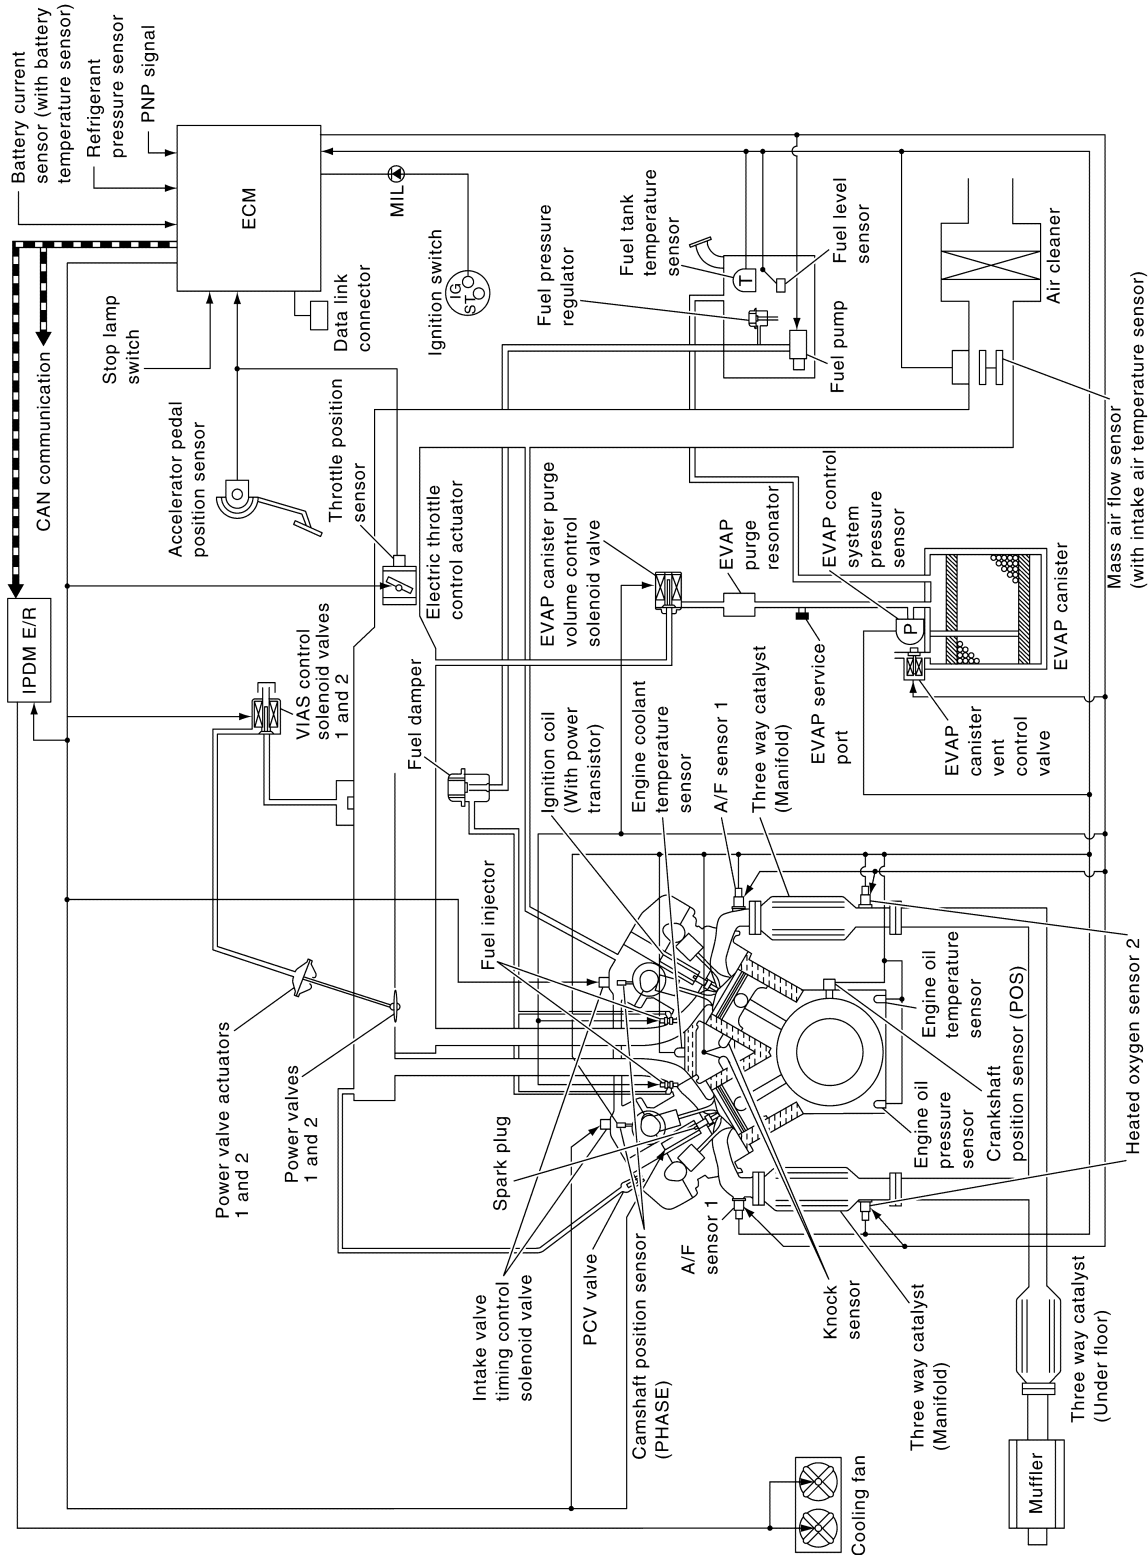 Battery current
sensor (with battery
temperature sensor)
Refrigerant
pressure sensor
PNP signal
ECM
MIL
CAN communication
Stop lamp
switch
Data link
connector
Ignition switch
IG
ST
Accelerator pedal
position sensor
Throttle position
sensor
Electric throttle
control actuator
IPDM E/R
VIAS control
solenoid valves
1 and 2
Fuel damper
Fuel pressure
regulator
Fuel tank
temperature
sensor
T
Fuel level
sensor
Fuel pump
Air cleaner
Mass air flow sensor
(with intake air temperature sensor)
EVAP canister purge
volume control
solenoid valve
EVAP
purge
resonator
EVAP control
system
pressure
sensor
P
EVAP canister
EVAP service
port
EVAP
canister
vent
control
valve
Ignition coil
(With power
transistor)
Engine coolant
temperature
sensor
A/F sensor 1
Three way catalyst
(Manifold)
Fuel injector
Power valve actuators
1 and 2
Power valves
1 and 2
Spark plug
Intake valve
timing control
solenoid valve
PCV valve
Camshaft position sensor
(PHASE)
A/F
sensor 1
Knock
sensor
Three way catalyst
(Manifold)
Engine oil
pressure
sensor
Engine oil
temperature
sensor
Crankshaft
position sensor (POS)
Heated oxygen sensor 2
Three way catalyst
(Under floor)
Muffler
Cooling fan